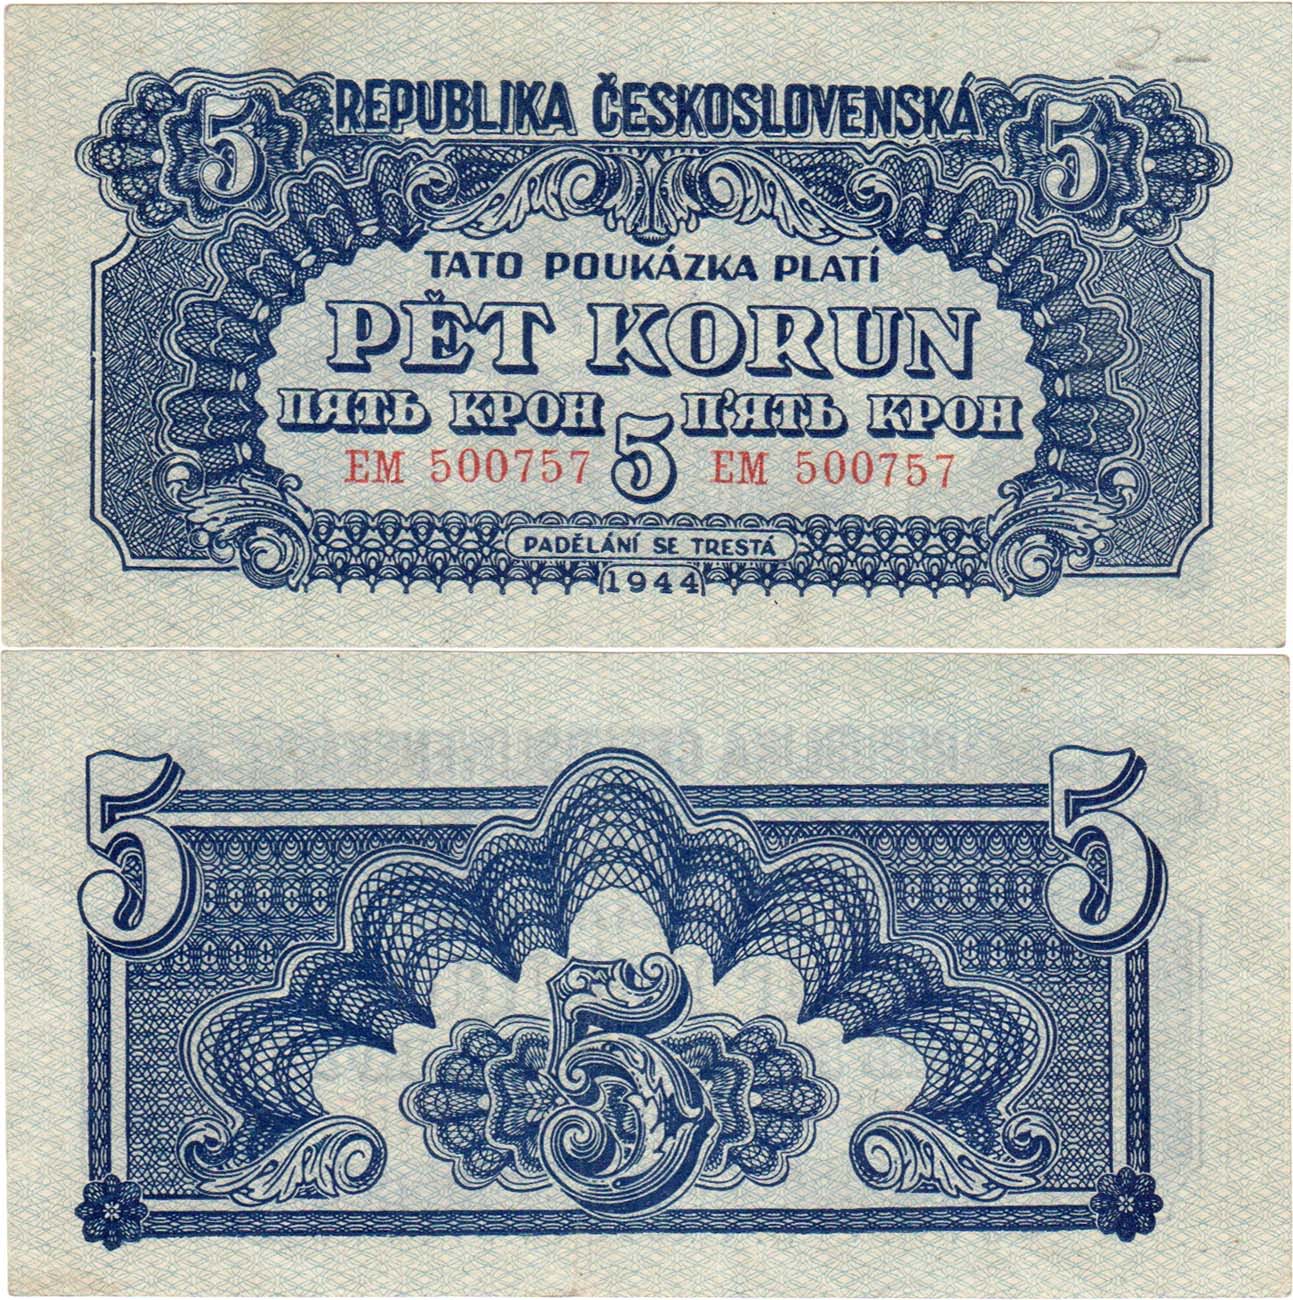 2 –
5 REPUBLIKA ČESKOSLOVENSKÁ 5
TATO POUKÁZKA PLATÍ
PĚT KORUN
ПЯТЬ КРОН 5 П'ЯТЬ КРОН
EM 500757 EM 500757
PADĚLÁNÍ SE TRESTÁ
1944
5 5
5